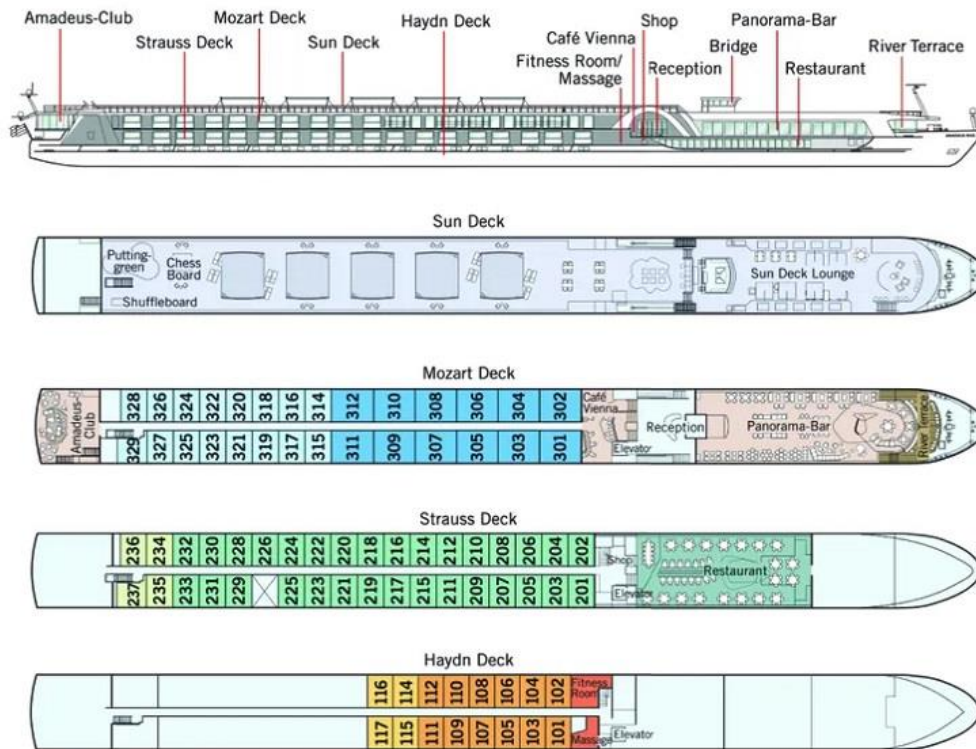 Amadeus-Club
Mozart Deck
Strauss Deck
Sun Deck
Haydn Deck
Café Vienna
Fitness Room/
Massage
Shop
Reception
Bridge
Panorama-Bar
Restaurant
River Terrace
Sun Deck
Putting-
green
Chess
Board
Shuffleboard
Sun Deck Lounge
Mozart Deck
Amadeus-
Club
328 326 324 322 320 318 316 314 312 310 308 306 304 302
329 327 325 323 321 319 317 315 311 309 307 305 303 301
Café
Vienna
Elevator
Reception
Panorama-Bar
River Terrace
Strauss Deck
236 234 232 230 228 226 224 222 220 218 216 214 212 210 208 206 204 202
237 235 233 231 229 225 223 221 219 217 215 211 209 207 205 203 201
Shop
Elevator
Restaurant
Haydn Deck
116 114 112 110 108 106 104 102
117 115 111 109 107 105 103 101
Fitness
Room
Massage
Elevator